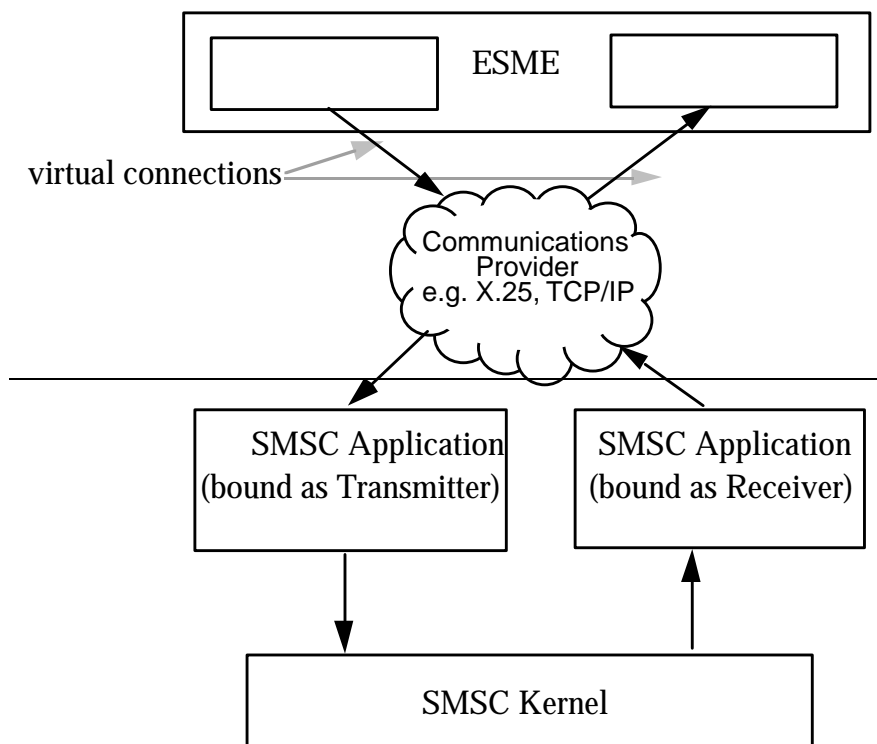 ESME
virtual connections
Communications
Provider
e.g. X.25, TCP/IP
SMSC Application
(bound as Transmitter)
SMSC Application
(bound as Receiver)
SMSC Kernel